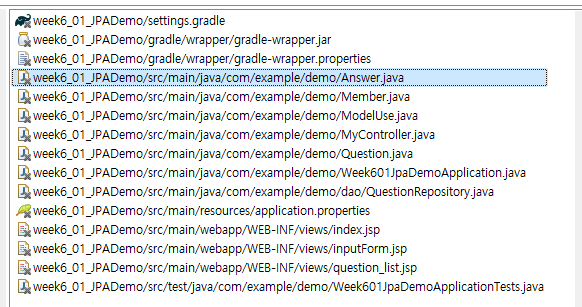 week6_01_JPADemo/settings.gradle
week6_01_JPADemo/gradle/wrapper/gradle-wrapper.jar
week6_01_JPADemo/gradle/wrapper/gradle-wrapper.properties
week6_01_JPADemo/src/main/java/com/example/demo/Answer.java
week6_01_JPADemo/src/main/java/com/example/demo/Member.java
week6_01_JPADemo/src/main/java/com/example/demo/ModelUse.java
week6_01_JPADemo/src/main/java/com/example/demo/MyController.java
week6_01_JPADemo/src/main/java/com/example/demo/Question.java
week6_01_JPADemo/src/main/java/com/example/demo/Week601JpaDemoApplication.java
week6_01_JPADemo/src/main/java/com/example/demo/dao/QuestionRepository.java
week6_01_JPADemo/src/main/resources/application.properties
week6_01_JPADemo/src/main/webapp/WEB-INF/views/index.jsp
week6_01_JPADemo/src/main/webapp/WEB-INF/views/inputForm.jsp
week6_01_JPADemo/src/main/webapp/WEB-INF/views/question_list.jsp
week6_01_JPADemo/src/test/java/com/example/demo/Week601JpaDemoApplicationTests.java